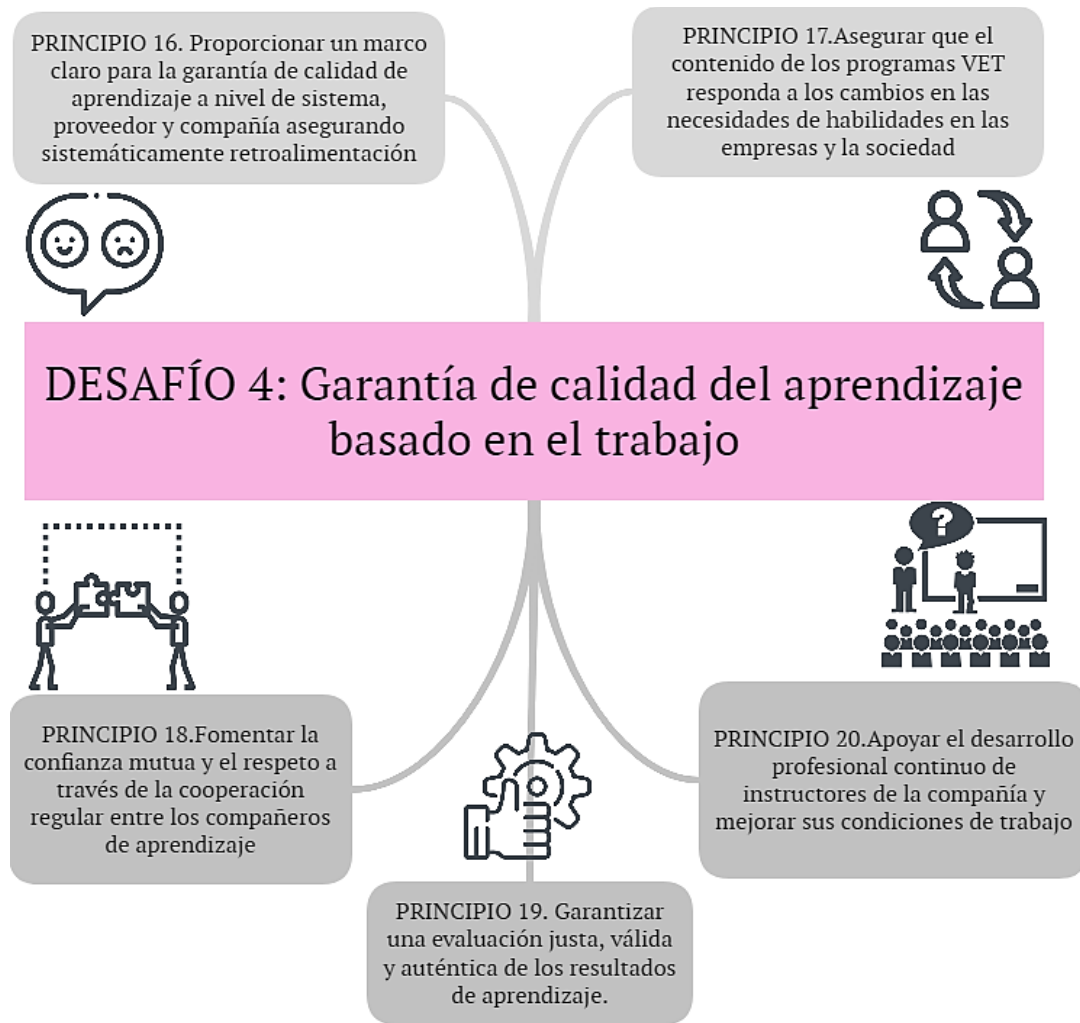 PRINCIPIO 16. Proporcionar un marco
claro para la garantía de calidad de
aprendizaje a nivel de sistema,
proveedor y compañía asegurando
sistemáticamente retroalimentación
PRINCIPIO 17.Asegurar que el
contenido de los programas VET
responda a los cambios en las
necesidades de habilidades en las
empresas y la sociedad
DESAFÍO 4: Garantía de calidad del aprendizaje
basado en el trabajo
?
PRINCIPIO 18.Fomentar la
confianza mutua y el respeto a
través de la cooperación
regular entre los compañeros
de aprendizaje
PRINCIPIO 20.Apoyar el desarrollo
profesional continuo de
instructores de la compañía y
mejorar sus condiciones de trabajo
PRINCIPIO 19. Garantizar
una evaluación justa, válida
y auténtica de los resultados
de aprendizaje.